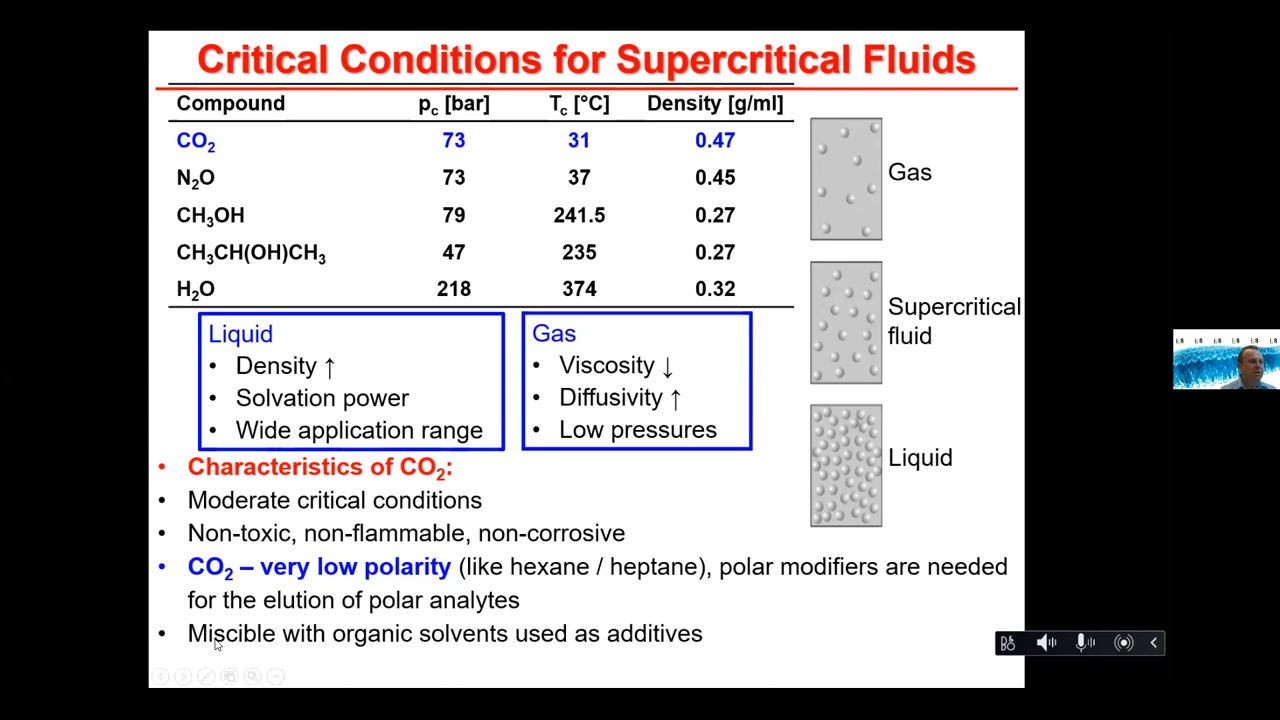 Critical Conditions for Supercritical Fluids
Compound p꜀ [bar] T꜀ [°C] Density [g/ml]
CO₂ 73 31 0.47
N₂O 73 37 0.45
CH₃OH 79 241.5 0.27
CH₃CH(OH)CH₃ 47 235 0.27
H₂O 218 374 0.32
Gas
Supercritical
fluid
Liquid
Liquid
• Density ↑
• Solvation power
• Wide application range
Gas
• Viscosity ↓
• Diffusivity ↑
• Low pressures
• Characteristics of CO₂:
• Moderate critical conditions
• Non-toxic, non-flammable, non-corrosive
• CO₂ – very low polarity (like hexane / heptane), polar modifiers are needed
for the elution of polar analytes
• Miscible with organic solvents used as additives